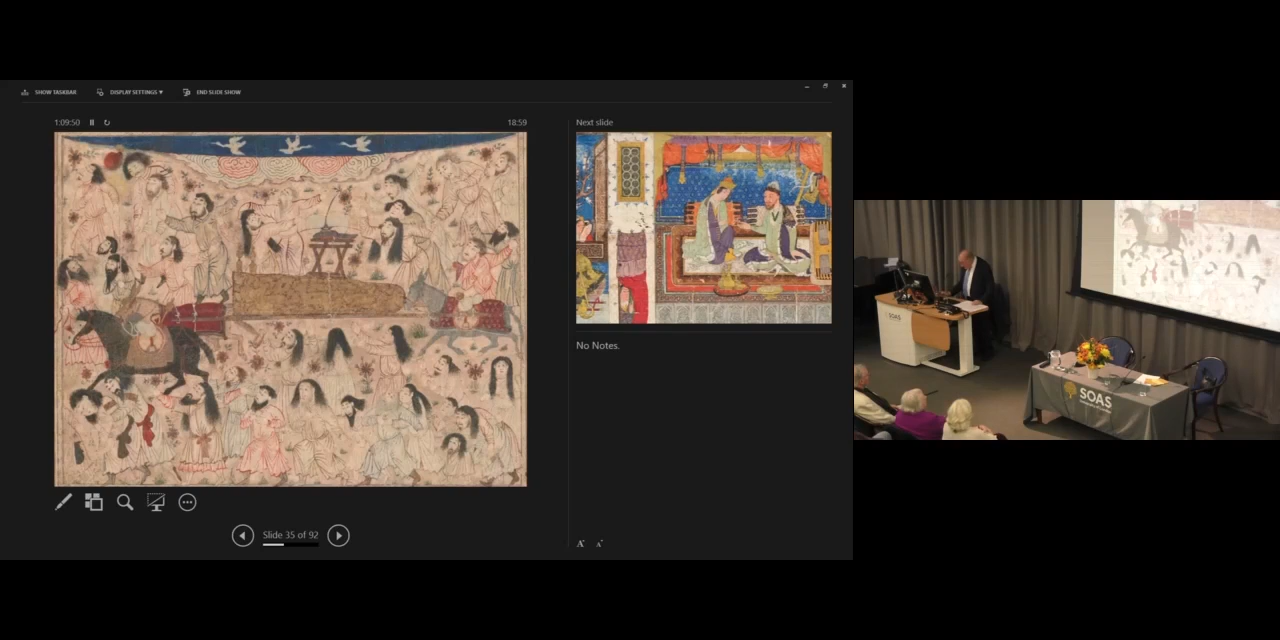 SHOW TASKBAR DISPLAY SETTINGS ▾ END SLIDE SHOW
1:09:50
18:59
Next slide
No Notes.
Slide 35 of 92
A A
SOAS
SOAS